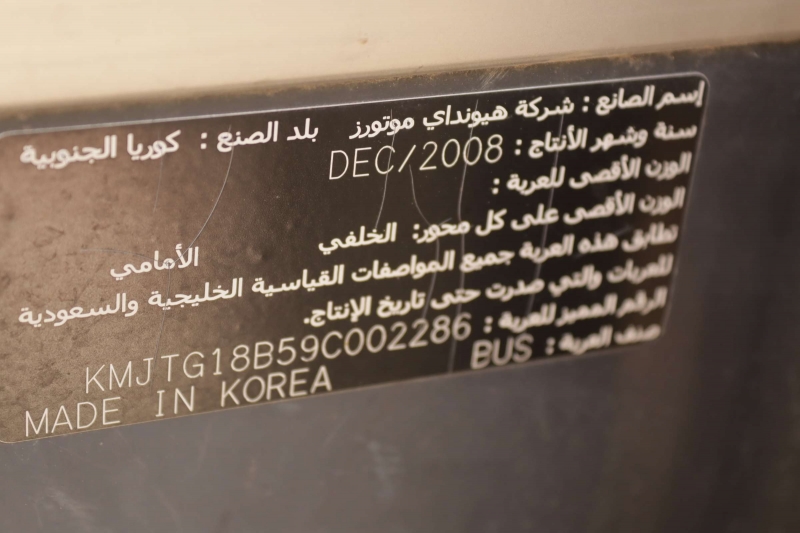 إسم الصانع : شركة هيونداي موتورز بلد الصنع : كوريا الجنوبية
سنة وشهر الأنتاج : DEC/2008
الوزن الأقصى للعربة :
الوزن الأقصى على كل محور: الخلفي الأمامي
تطابق هذه العربة جميع المواصفات القياسية الخليجية والسعودية
للعربات والتي صدرت حتى تاريخ الإنتاج.
الرقم المميز للعربة : KMJTG18B59C002286
صنف العربة : BUS
MADE IN KOREA